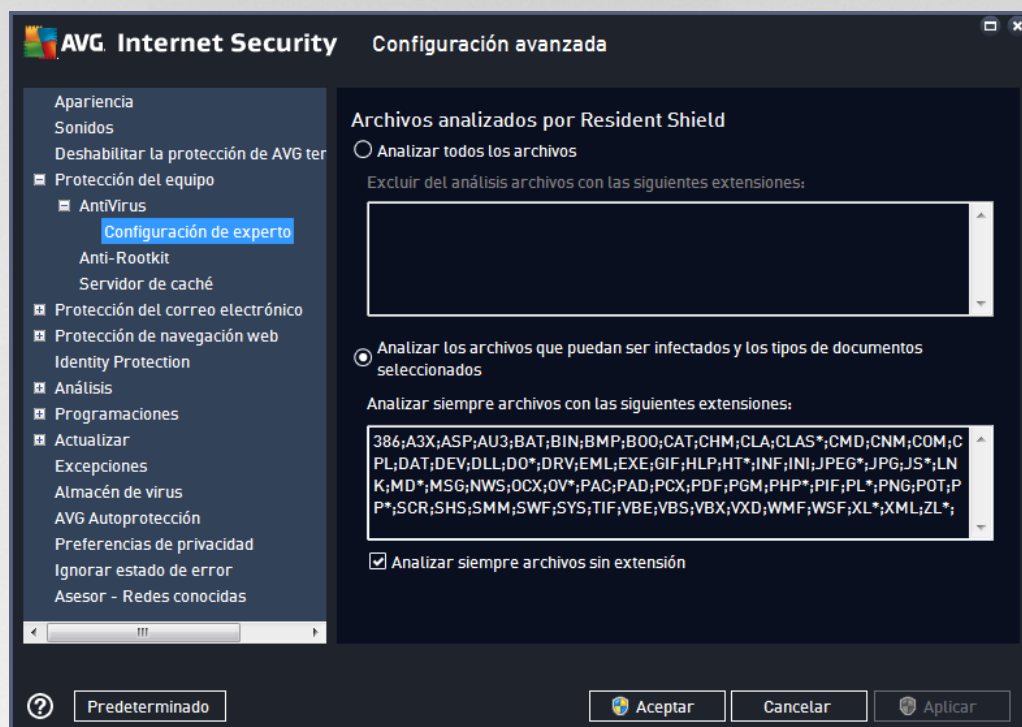 AVG. Internet Security
Configuración avanzada
Apariencia
Sonidos
Deshabilitar la protección de AVG ter
Protección del equipo
AntiVirus
Configuración de experto
Anti-Rootkit
Servidor de caché
Protección del correo electrónico
Protección de navegación web
Identity Protection
Análisis
Programaciones
Actualizar
Excepciones
Almacén de virus
AVG Autoprotección
Preferencias de privacidad
Ignorar estado de error
Asesor - Redes conocidas
Archivos analizados por Resident Shield
Analizar todos los archivos
Excluir del análisis archivos con las siguientes extensiones:
Analizar los archivos que puedan ser infectados y los tipos de documentos
seleccionados
Analizar siempre archivos con las siguientes extensiones:
386;A3X;ASP;AU3;BAT;BIN;BMP;BOO;CAT;CHM;CLA;CLAS*;CMD;CNM;COM;C
PL;DAT;DEV;DLL;DO*;DRV;EML;EXE;GIF;HLP;HT*;INF;INI;JPEG*;JPG;JS*;LN
K;MD*;MSG;NWS;OCX;OV*;PAC;PAD;PCX;PDF;PGM;PHP*;PIF;PL*;PNG;POT;P
P*;SCR;SHS;SMM;SWF;SYS;TIF;VBE;VBS;VBX;VXD;WMF;WSF;XL*;XML;ZL*;
Analizar siempre archivos sin extensión
Predeterminado
Aceptar
Cancelar
Aplicar